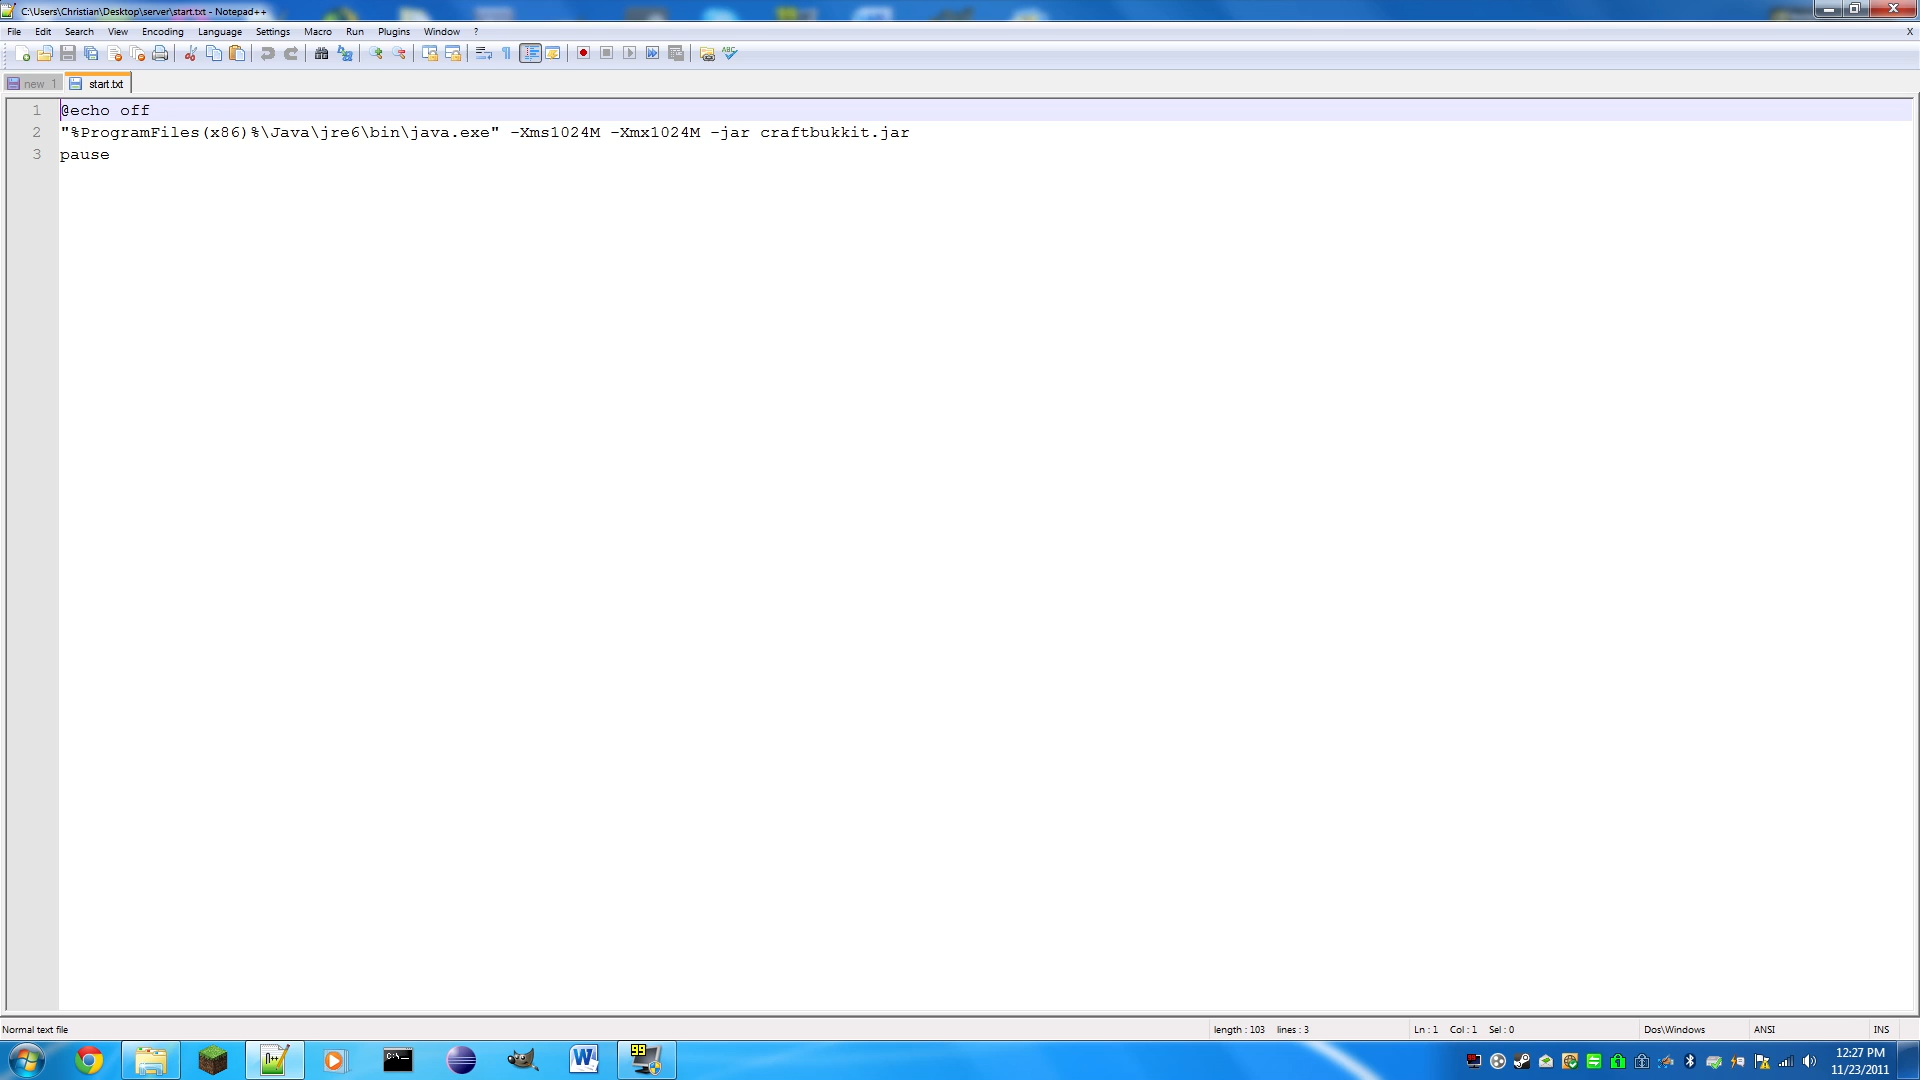 C:\Users\Christian\Desktop\server\start.txt - Notepad++
File Edit Search View Encoding Language Settings Macro Run Plugins Window ? X
new 1 start.txt
1 @echo off
2 "%ProgramFiles(x86)%\Java\jre6\bin\java.exe" -Xms1024M -Xmx1024M -jar craftbukkit.jar
3 pause
Normal text file length : 103 lines : 3 Ln : 1 Col : 1 Sel : 0 Dos\Windows ANSI INS
99
12:27 PM
11/23/2011